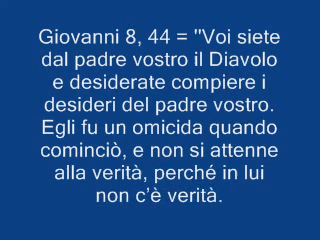 Giovanni 8, 44 = "Voi siete
dal padre vostro il Diavolo
e desiderate compiere i
desideri del padre vostro.
Egli fu un omicida quando
cominciò, e non si attenne
alla verità, perché in lui
non c'è verità.